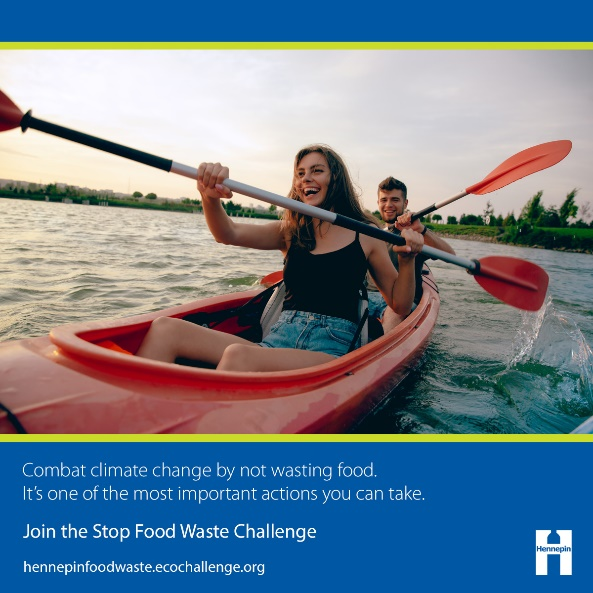 Combat climate change by not wasting food.
It's one of the most important actions you can take.
Join the Stop Food Waste Challenge
hennepinfoodwaste.ecochallenge.org
Hennepin